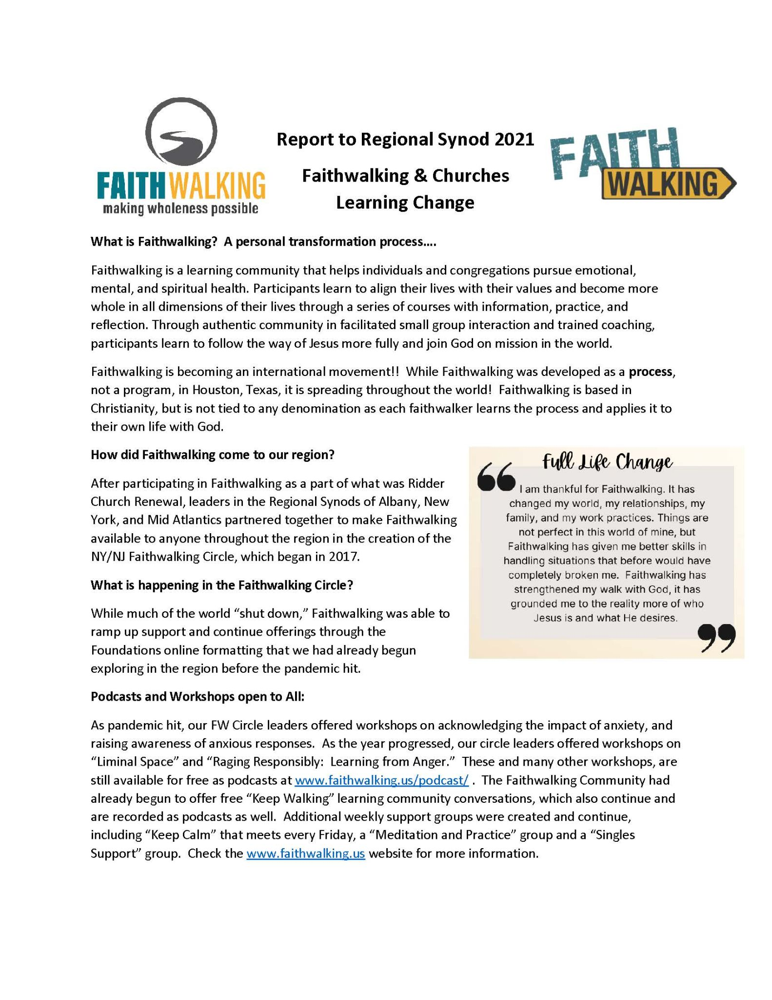 FAITHWALKING
making wholeness possible
Report to Regional Synod 2021
Faithwalking & Churches
Learning Change
FAITH
WALKING
What is Faithwalking?  A personal transformation process….
Faithwalking is a learning community that helps individuals and congregations pursue emotional,
mental, and spiritual health. Participants learn to align their lives with their values and become more
whole in all dimensions of their lives through a series of courses with information, practice, and
reflection. Through authentic community in facilitated small group interaction and trained coaching,
participants learn to follow the way of Jesus more fully and join God on mission in the world.
Faithwalking is becoming an international movement!!  While Faithwalking was developed as a process,
not a program, in Houston, Texas, it is spreading throughout the world!  Faithwalking is based in
Christianity, but is not tied to any denomination as each faithwalker learns the process and applies it to
their own life with God.
How did Faithwalking come to our region?
After participating in Faithwalking as a part of what was Ridder
Church Renewal, leaders in the Regional Synods of Albany, New
York, and Mid Atlantics partnered together to make Faithwalking
available to anyone throughout the region in the creation of the
NY/NJ Faithwalking Circle, which began in 2017.
What is happening in the Faithwalking Circle?
While much of the world “shut down,” Faithwalking was able to
ramp up support and continue offerings through the
Foundations online formatting that we had already begun
exploring in the region before the pandemic hit.
Full Life Change
“I am thankful for Faithwalking. It has
changed my world, my relationships, my
family, and my work practices. Things are
not perfect in this world of mine, but
Faithwalking has given me better skills in
handling situations that before would have
completely broken me.  Faithwalking has
strengthened my walk with God, it has
grounded me to the reality more of who
Jesus is and what He desires.”
Podcasts and Workshops open to All:
As pandemic hit, our FW Circle leaders offered workshops on acknowledging the impact of anxiety, and
raising awareness of anxious responses.  As the year progressed, our circle leaders offered workshops on
“Liminal Space” and “Raging Responsibly:  Learning from Anger.”  These and many other workshops, are
still available for free as podcasts at www.faithwalking.us/podcast/ .  The Faithwalking Community had
already begun to offer free “Keep Walking” learning community conversations, which also continue and
are recorded as podcasts as well.  Additional weekly support groups were created and continue,
including “Keep Calm” that meets every Friday, a “Meditation and Practice” group and a “Singles
Support” group.  Check the www.faithwalking.us website for more information.